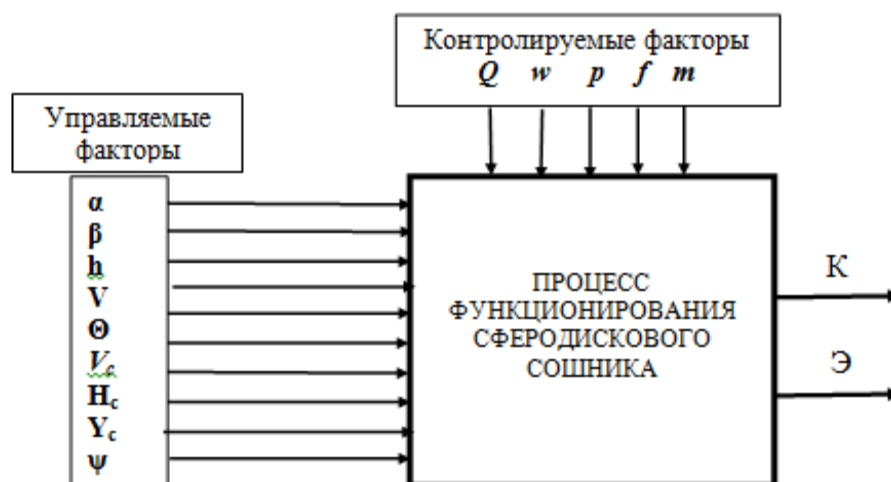 Контролируемые факторы
Q w p f m
Управляемые
факторы
α
β
h
V
Θ
Vc
Hc
Yc
ψ
ПРОЦЕСС
ФУНКЦИОНИРОВАНИЯ
СФЕРОДИСКОВОГО
СОШНИКА
К
Э